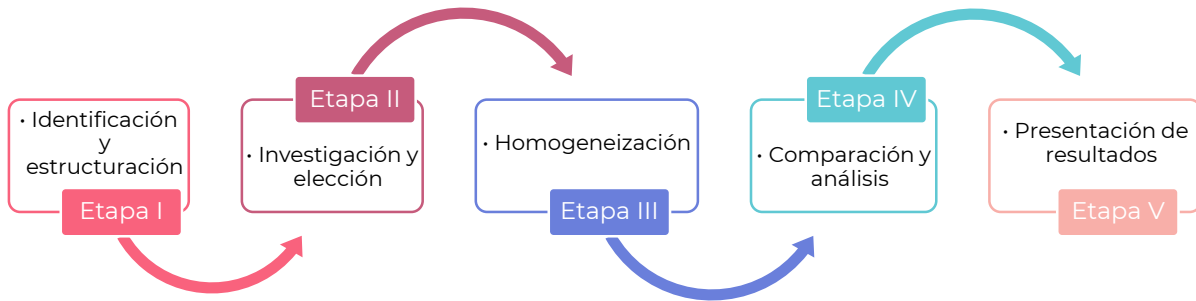 • Identificación
y
estructuración
Etapa I
Etapa II
• Investigación y
elección
• Homogeneización
Etapa III
Etapa IV
• Comparación y
análisis
• Presentación de
resultados
Etapa V